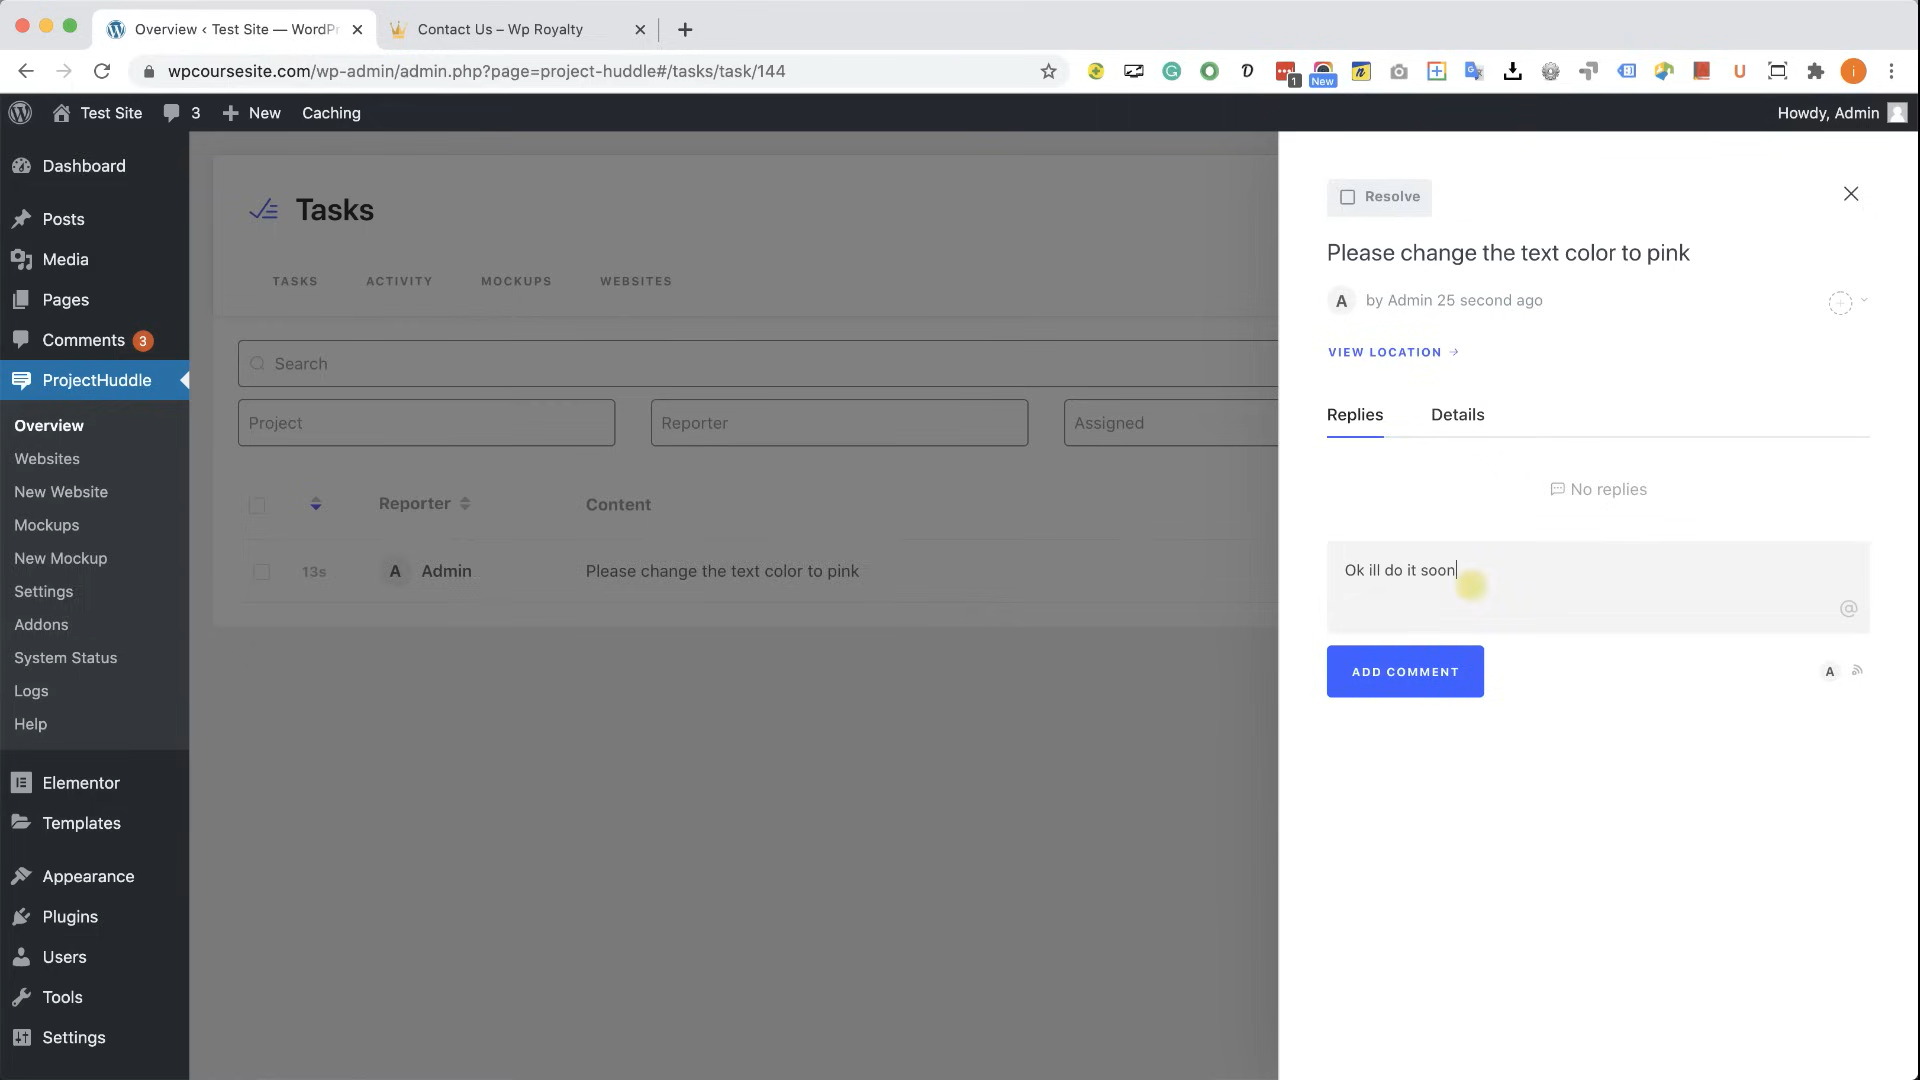 Overview ‹ Test Site — WordPr
Contact Us – Wp Royalty
wpcoursesite.com/wp-admin/admin.php?page=project-huddle#/tasks/task/144
1
New
Test Site
3
New
Caching
Howdy, Admin
Dashboard
Posts
Media
Pages
Comments 3
ProjectHuddle
Overview
Websites
New Website
Mockups
New Mockup
Settings
Addons
System Status
Logs
Help
Elementor
Templates
Appearance
Plugins
Users
Tools
Settings
Tasks
TASKS
ACTIVITY
MOCKUPS
WEBSITES
Search
Project
Reporter
Assigned
Reporter
Content
13s
A
Admin
Please change the text color to pink
Resolve
Please change the text color to pink
A
by Admin 25 second ago
VIEW LOCATION →
Replies
Details
No replies
Ok ill do it soon
@
ADD COMMENT
A